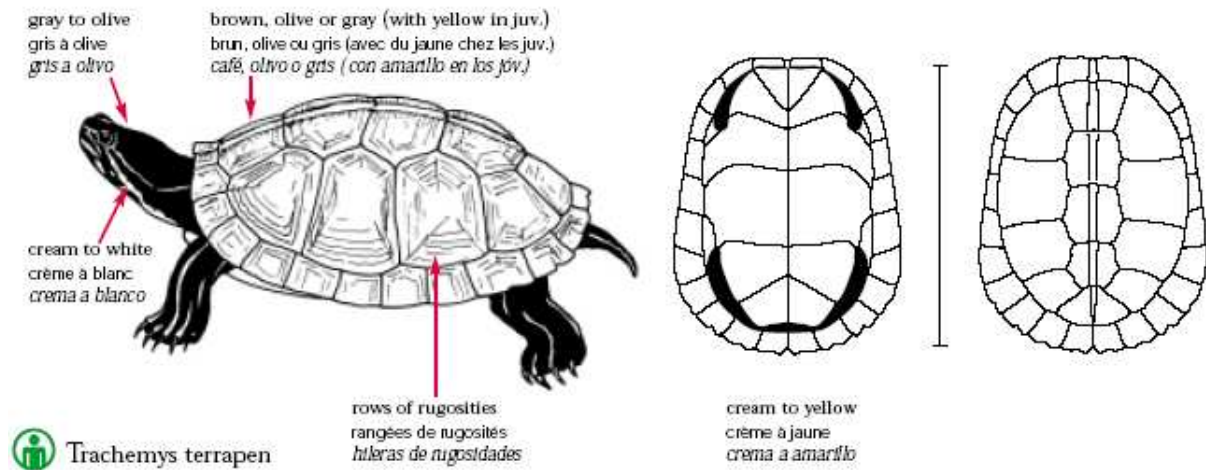 gray to olive
gris à olive
gris a olivo
brown, olive or gray (with yellow in juv.)
brun, olive ou gris (avec du jaune chez les juv.)
café, olivo o gris ( con amarillo en los jóv.)
cream to white
crème à blanc
crema a blanco
rows of rugosities
rangées de rugosités
hileras de rugosidades
cream to yellow
crème à jaune
crema a amarillo
Trachemys terrapen